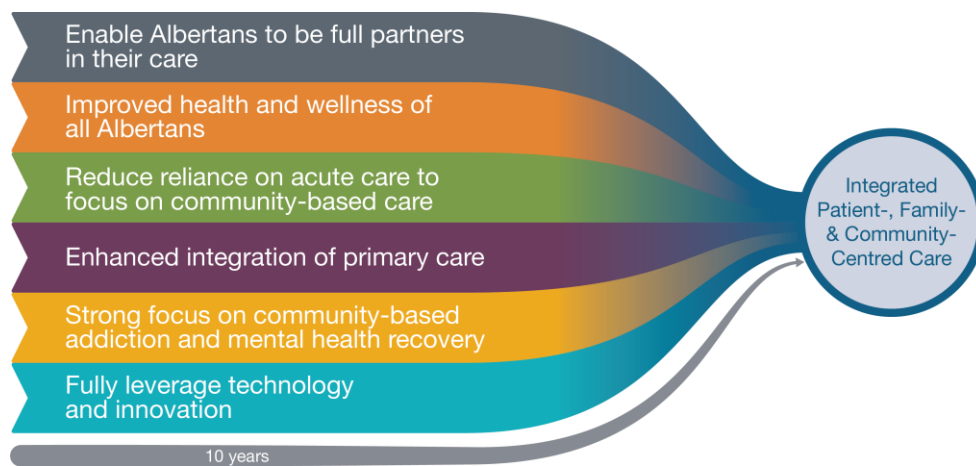 Enable Albertans to be full partners
in their care
Improved health and wellness of
all Albertans
Reduce reliance on acute care to
focus on community-based care
Enhanced integration of primary care
Strong focus on community-based
addiction and mental health recovery
Fully leverage technology
and innovation
10 years
Integrated
Patient-, Family-
& Community-
Centred Care